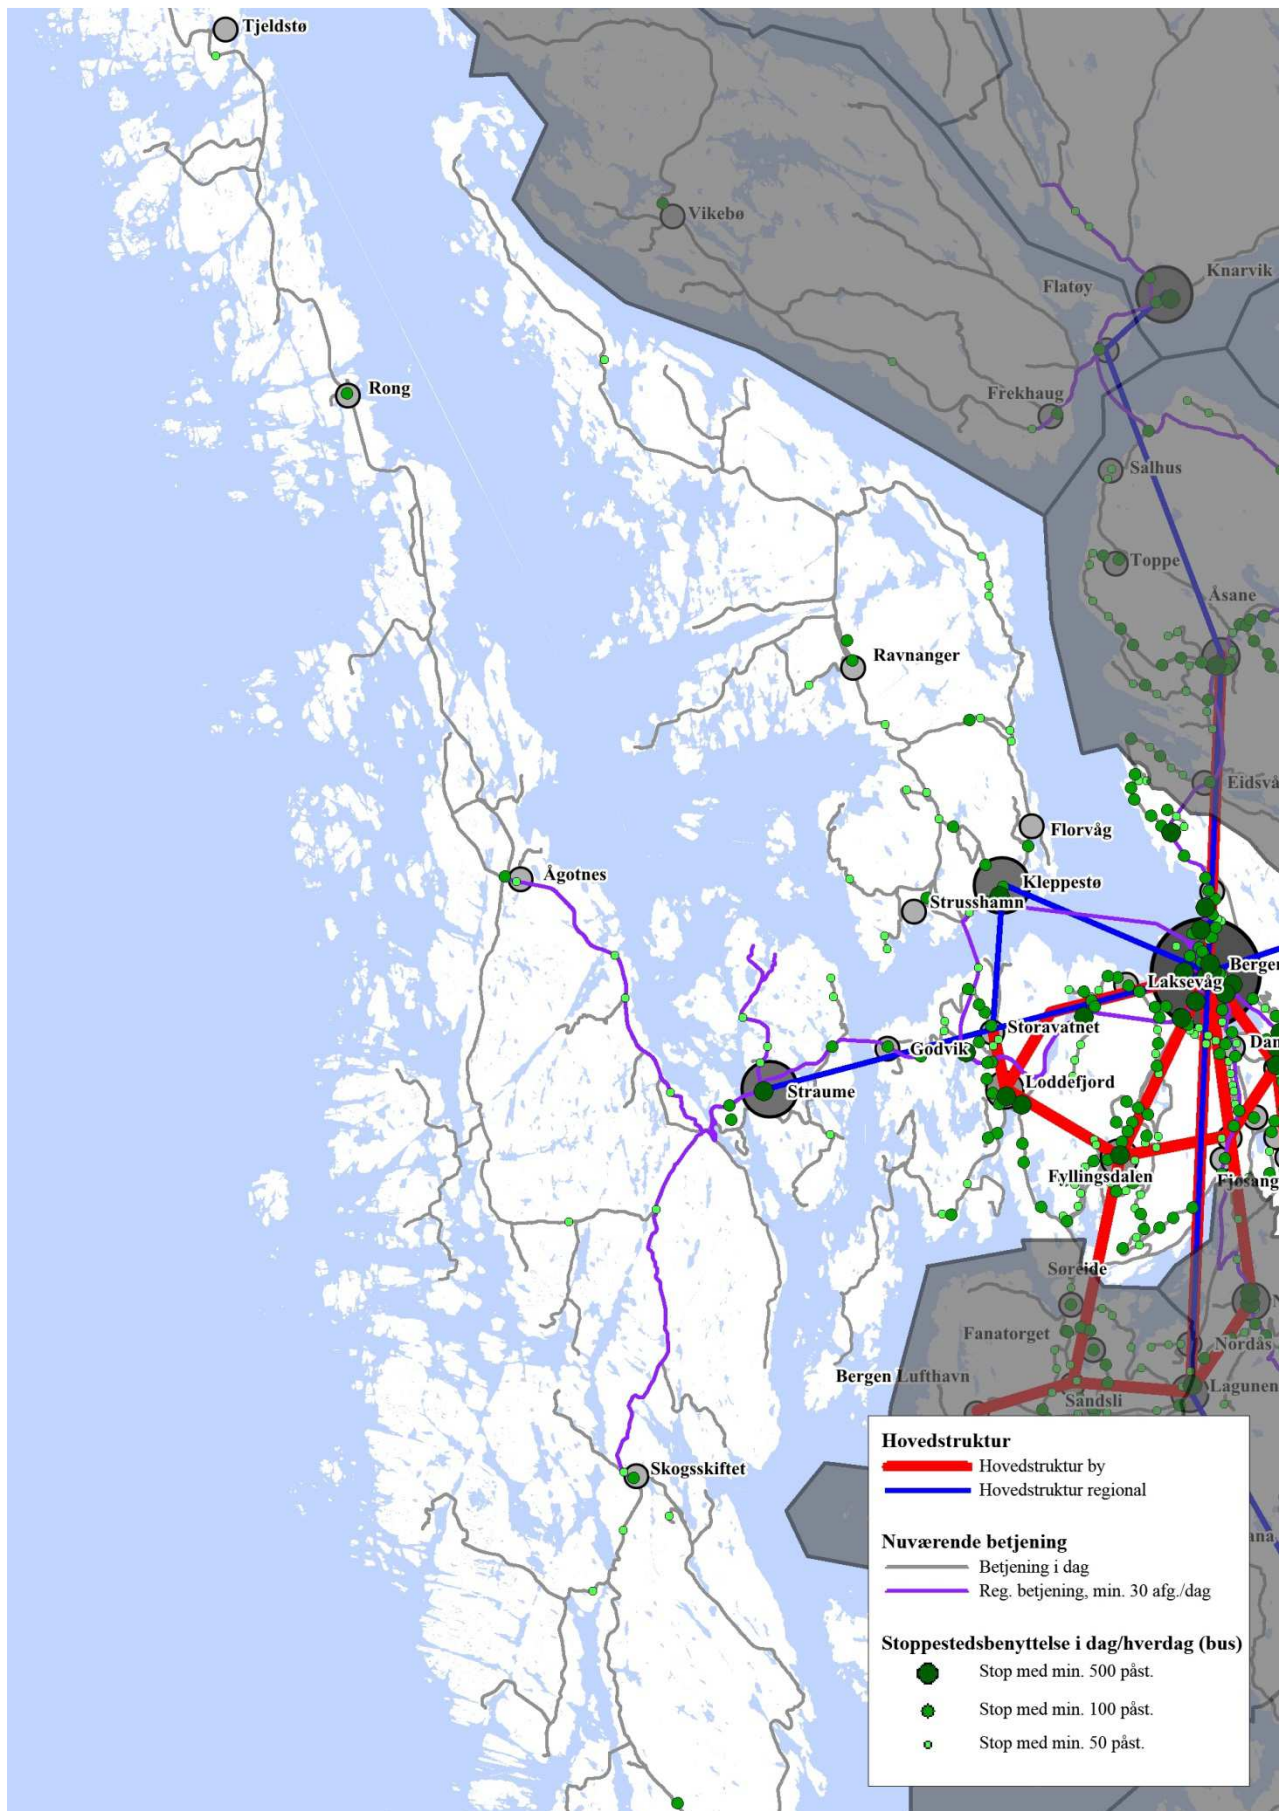 Tjeldstø
Vikebø
Knarvik
Flatøy
Rong
Frekhaug
Salhus
Toppe
Åsane
Ravnanger
Eidsvå
Florvåg
Ågotnes
Kleppestø
Strusshamn
Bergen
Laksevåg
Storavatnet
Godvik
Dan
Straume
Loddefjord
Fyllingsdalen
Fjøsang
Søreide
Fanatorget
Nordås
Bergen Lufthavn
Lagunen
Sandsli
Skogsskiftet
ana
Hovedstruktur
Hovedstruktur by
Hovedstruktur regional
Nuværende betjening
Betjening i dag
Reg. betjening, min. 30 afg./dag
Stoppestedsbenyttelse i dag/hverdag (bus)
Stop med min. 500 påst.
Stop med min. 100 påst.
Stop med min. 50 påst.